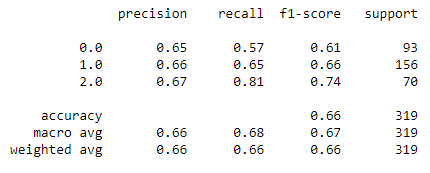 precision recall f1-score support
0.0 0.65 0.57 0.61 93
1.0 0.66 0.65 0.66 156
2.0 0.67 0.81 0.74 70
accuracy 0.66 319
macro avg 0.66 0.68 0.67 319
weighted avg 0.66 0.66 0.66 319